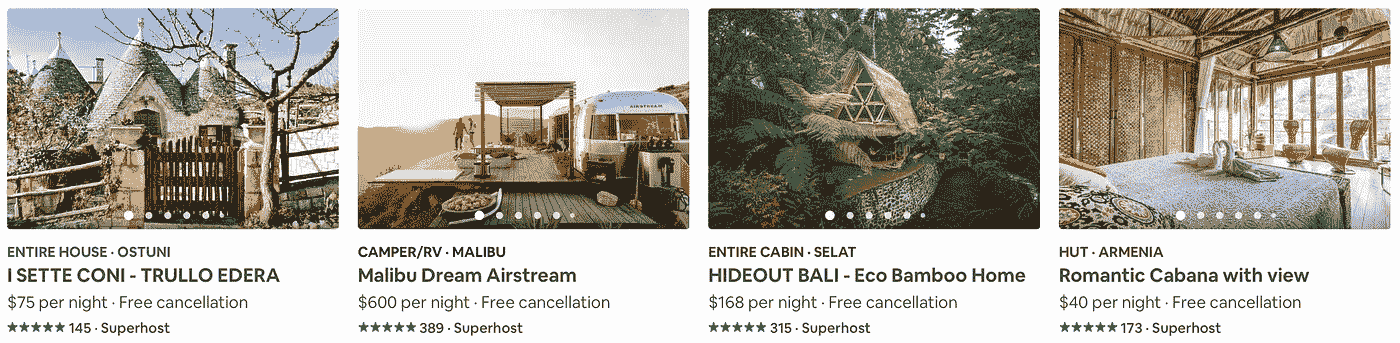 AIRSTREAM
ENTIRE HOUSE · OSTUNI
I SETTE CONI - TRULLO EDERA
$75 per night · Free cancellation
★★★★★ 145 · Superhost
CAMPER/RV · MALIBU
Malibu Dream Airstream
$600 per night · Free cancellation
★★★★★ 389 · Superhost
ENTIRE CABIN · SELAT
HIDEOUT BALI - Eco Bamboo Home
$168 per night · Free cancellation
★★★★★ 315 · Superhost
HUT · ARMENIA
Romantic Cabana with view
$40 per night · Free cancellation
★★★★★ 173 · Superhost